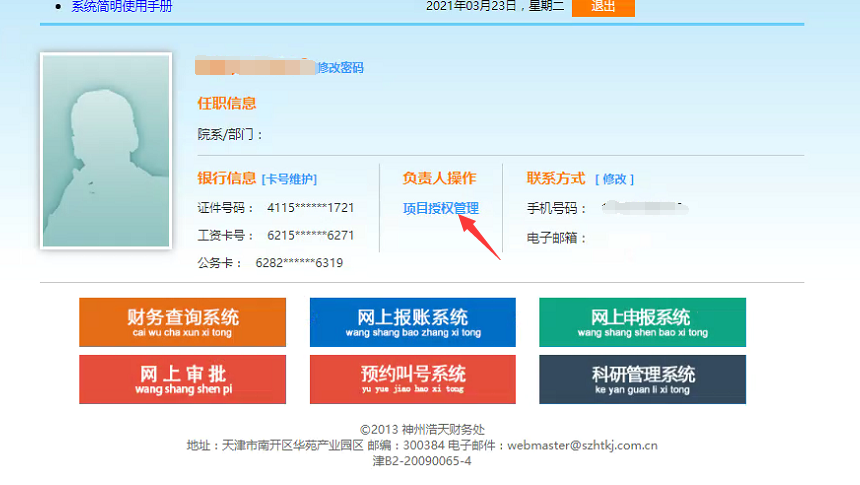 系统简明使用手册 2021年03月23日，星期二 退出
修改密码
任职信息
院系/部门：
银行信息 [卡号维护] 负责人操作 联系方式 [ 修改 ]
证件号码： 4115******1721 项目授权管理 手机号码：
工资卡号： 6215******6271 电子邮箱：
公务卡： 6282******6319
财务查询系统 网上报账系统 网上申报系统
cai wu cha xun xi tong wang shang bao zhang xi tong wang shang shen bao xi tong
网上审批 预约叫号系统 科研管理系统
wang shang shen pi yu yue jiao hao xi tong ke yan guan li xi tong
©2013 神州浩天财务处
地址：天津市南开区华苑产业园区 邮编：300384 电子邮件：webmaster@szhtkj.com.cn
津B2-20090065-4